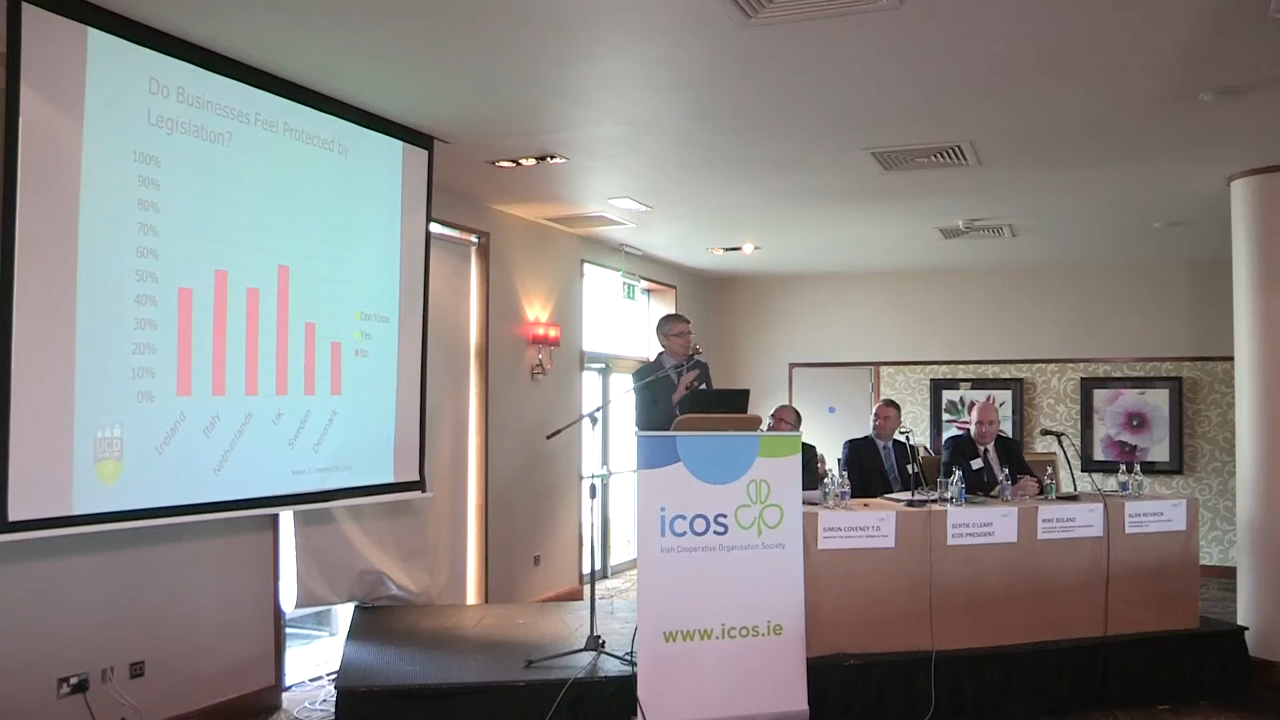 Do Businesses Feel Protected by
Legislation?
100%
90%
80%
70%
60%
50%
40%
30%
20%
10%
0%
Ireland
Italy
Netherlands
UK
Sweden
Denmark
Don't Know
Yes
No
UCD
icos
Irish Cooperative Organisation Society
www.icos.ie
SIMON COVENEY T.D
BERTIE O LEARY
ICOS PRESIDENT
MIKE BOLAND
ALAN RENWICK